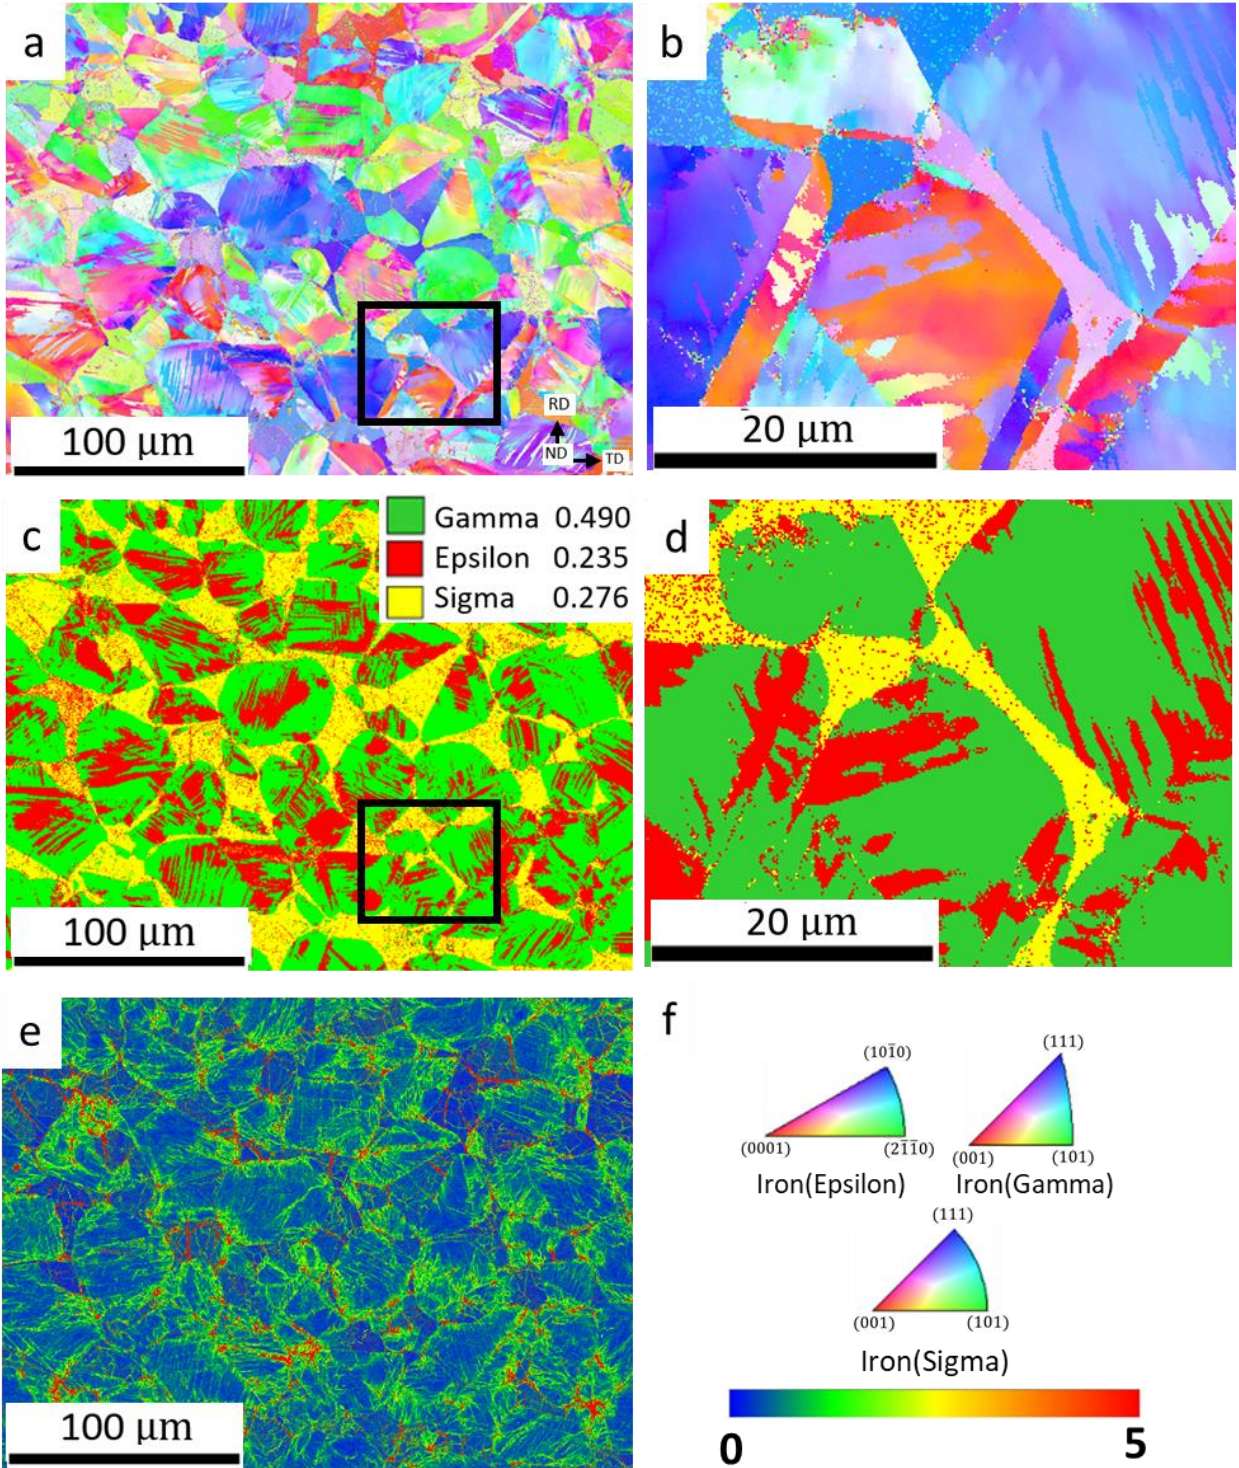 a
b
RD
ND
TD
100 μm
20 μm
c
Gamma 0.490
Epsilon 0.235
Sigma 0.276
d
100 μm
20 μm
e
f
(101̅0)
(111)
(0001)
(21̅1̅0)
(001)
(101)
Iron(Epsilon)
Iron(Gamma)
(111)
(001)
(101)
Iron(Sigma)
100 μm
0
5